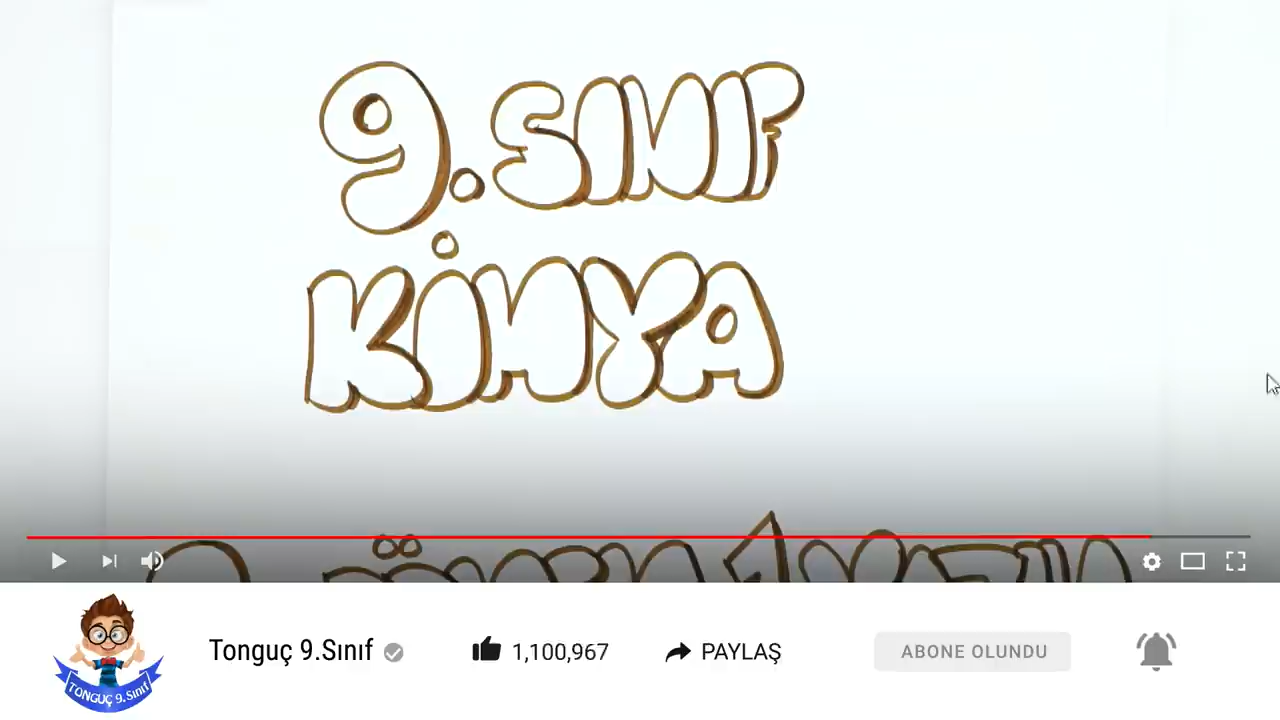 9.SINIF
KİMYA
Tonguç 9.Sınıf
1,100,967
PAYLAŞ
ABONE OLUNDU
TONGUÇ 9.Sınıf